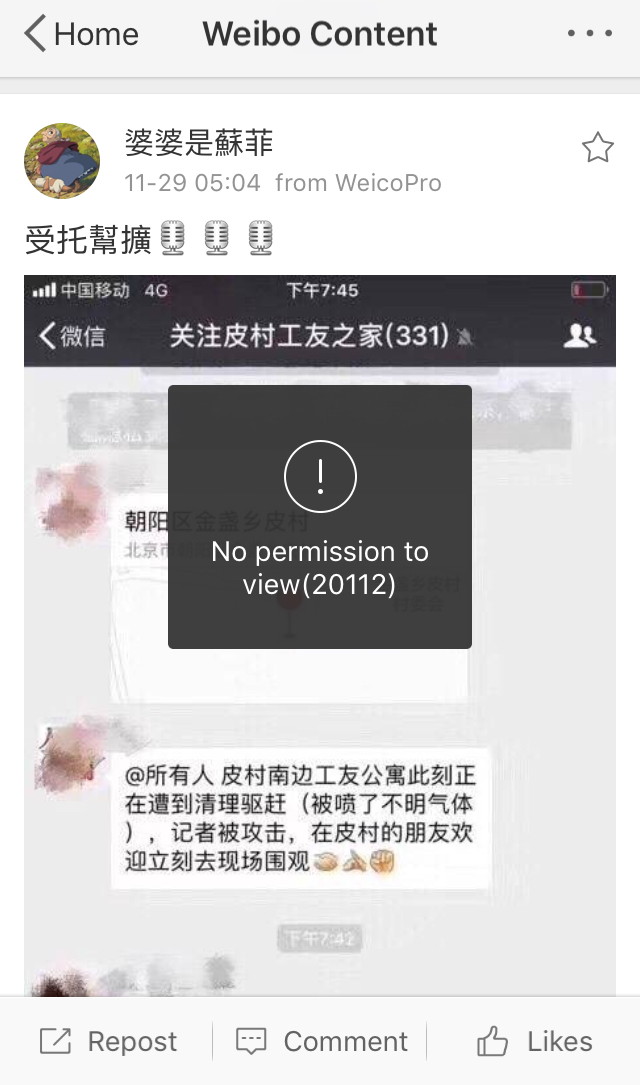 Home
Weibo Content
婆婆是蘇菲
11-29 05:04 from WeicoPro
受托幫擴
中国移动 4G
下午7:45
微信
关注皮村工友之家(331)
朝阳区金盏乡皮村
北京市
No permission to
view(20112)
@所有人 皮村南边工友公寓此刻正
在遭到清理驱赶（被喷了不明气体
），记者被攻击，在皮村的朋友欢
迎立刻去现场围观
下午7:42
Repost
Comment
Likes